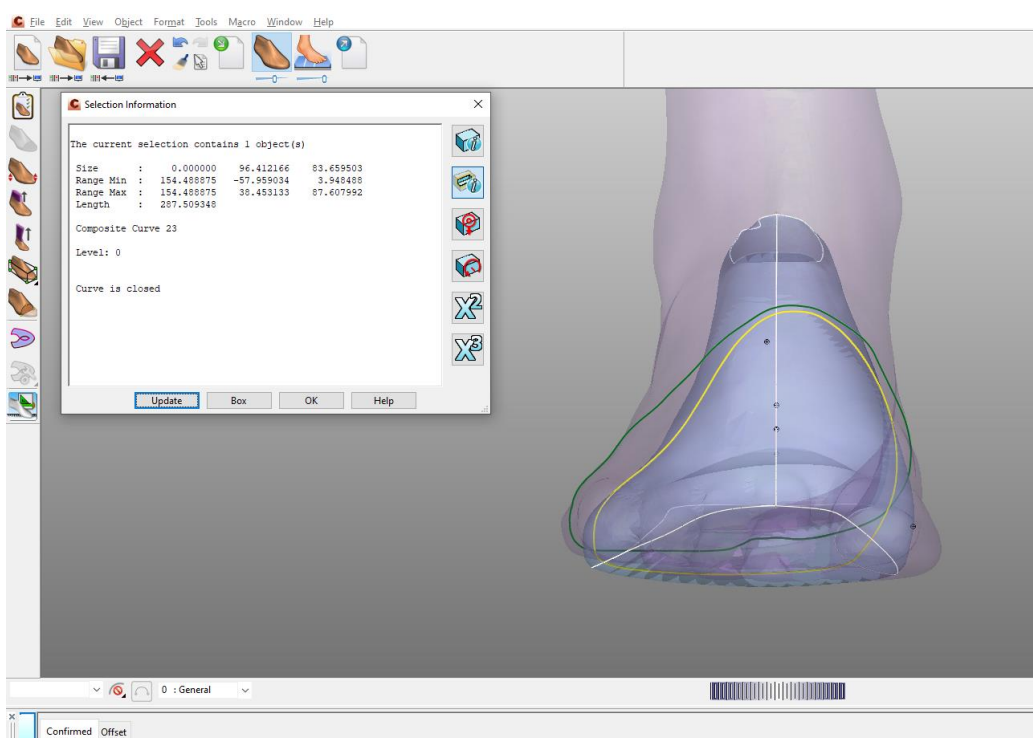 File Edit View Object Format Tools Macro Window Help
Selection Information
The current selection contains 1 object(s)
Size : 0.000000 96.412166 83.659503
Range Min : 154.488875 -57.959034 3.948488
Range Max : 154.488875 38.453133 87.607992
Length : 287.509348
Composite Curve 23
Level: 0
Curve is closed
X2
X3
Update Box OK Help
0 : General
Confirmed Offset